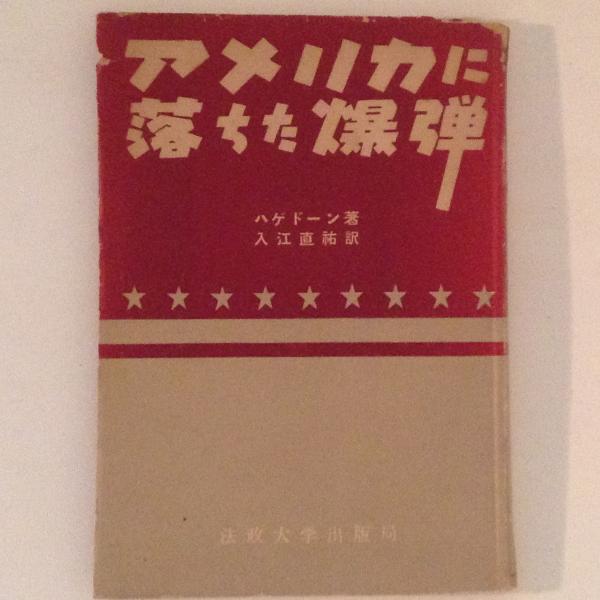 アメリカに
落ちた爆弾
ハゲドーン著
入江直祐訳
法政大学出版局